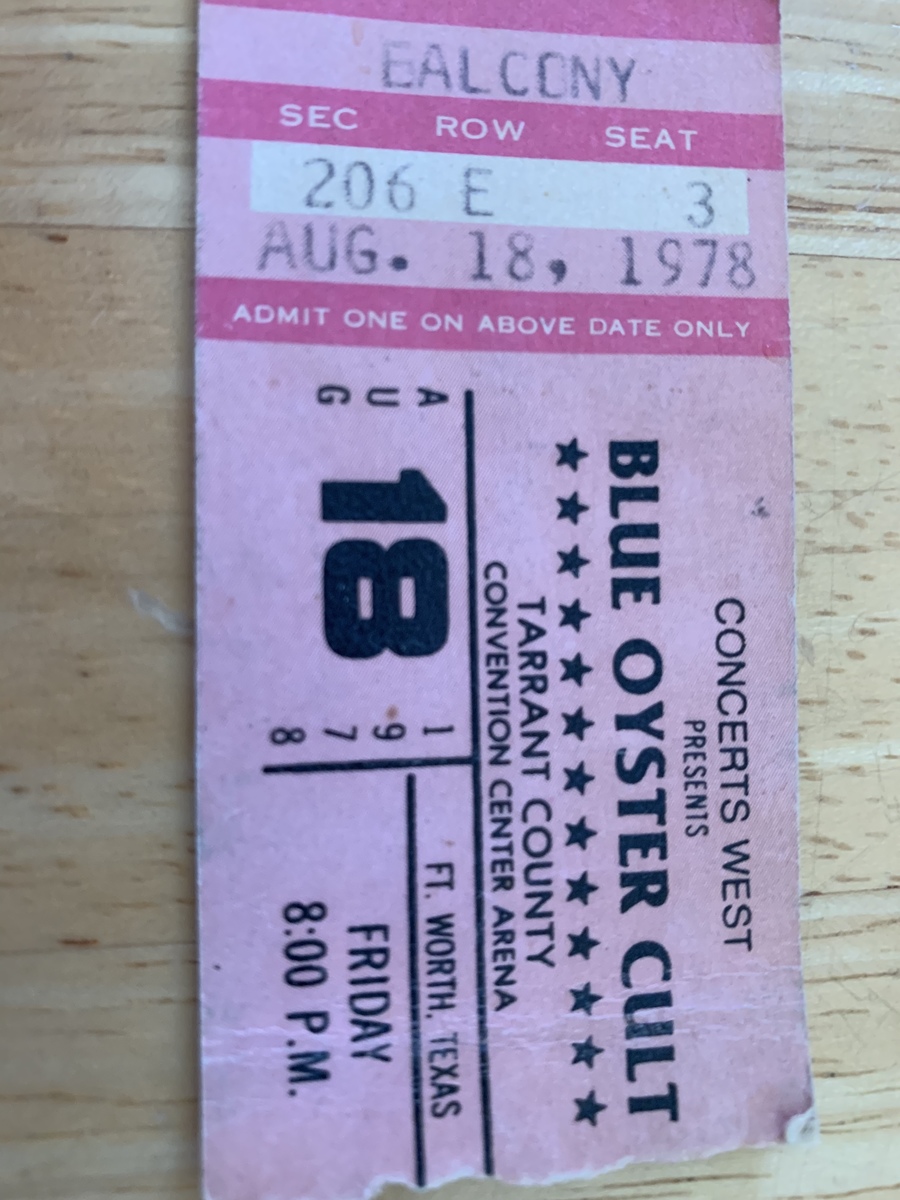 BALCONY
SEC ROW SEAT
206 E 3
AUG. 18, 1978
ADMIT ONE ON ABOVE DATE ONLY
CONCERTS WEST
PRESENTS
BLUE OYSTER CULT
★★★★★★★★★★★★★
TARRANT COUNTY
CONVENTION CENTER ARENA
AUG 18 1978
FT. WORTH, TEXAS
FRIDAY
8:00 P.M.